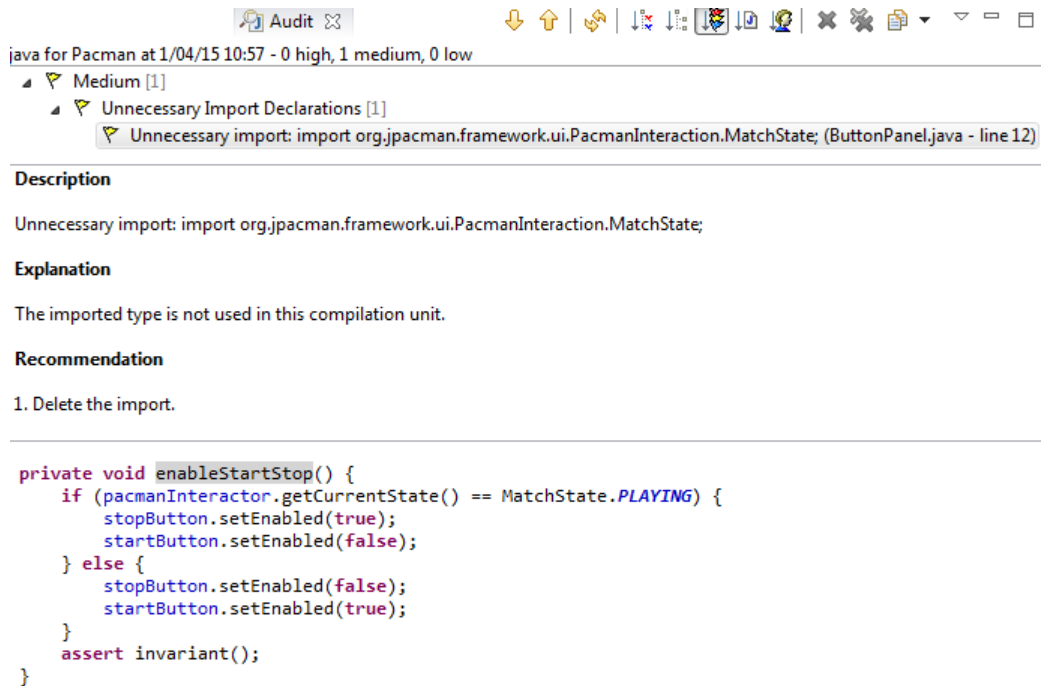 Audit
java for Pacman at 1/04/15 10:57 - 0 high, 1 medium, 0 low
Medium [1]
Unnecessary Import Declarations [1]
Unnecessary import: import org.jpacman.framework.ui.PacmanInteraction.MatchState; (ButtonPanel.java - line 12)
Description
Unnecessary import: import org.jpacman.framework.ui.PacmanInteraction.MatchState;
Explanation
The imported type is not used in this compilation unit.
Recommendation
1. Delete the import.
private void enableStartStop() {
    if (pacmanInteractor.getCurrentState() == MatchState.PLAYING) {
        stopButton.setEnabled(true);
        startButton.setEnabled(false);
    } else {
        stopButton.setEnabled(false);
        startButton.setEnabled(true);
    }
    assert invariant();
}